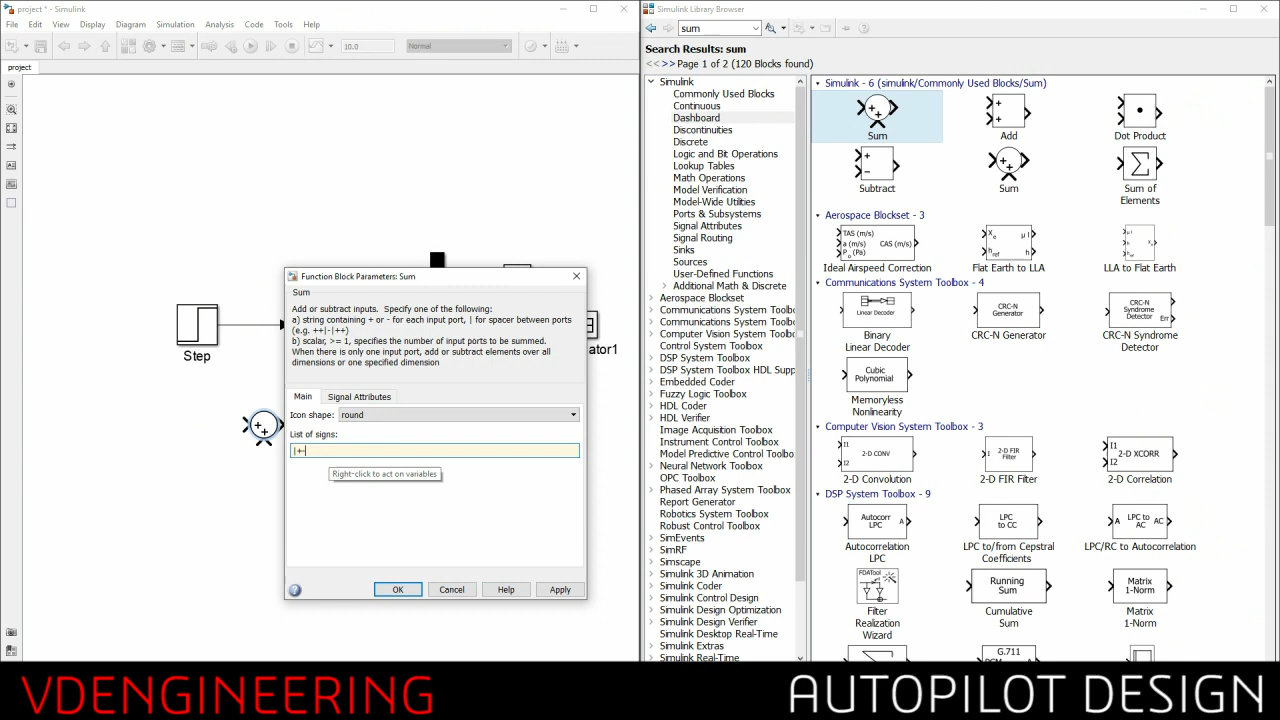 project * - Simulink
File Edit View Display Diagram Simulation Analysis Code Tools Help
10.0
Normal
project
Step
ator1
Function Block Parameters: Sum
Sum
Add or subtract inputs. Specify one of the following:
a) string containing + or - for each input port, | for spacer between ports
(e.g. ++|-|++)
b) scalar, >= 1, specifies the number of input ports to be summed.
When there is only one input port, add or subtract elements over all
dimensions or one specified dimension
Main Signal Attributes
Icon shape: round
List of signs:
|+-
Right-click to act on variables
OK Cancel Help Apply
Simulink Library Browser
sum
Search Results: sum
<< >> Page 1 of 2 (120 Blocks found)
Simulink
Commonly Used Blocks
Continuous
Dashboard
Discontinuities
Discrete
Logic and Bit Operations
Lookup Tables
Math Operations
Model Verification
Model-Wide Utilities
Ports & Subsystems
Signal Attributes
Signal Routing
Sinks
Sources
User-Defined Functions
Additional Math & Discrete
Aerospace Blockset
Communications System Toolbox
Communications System Toolbox
Computer Vision System Toolbox
Control System Toolbox
DSP System Toolbox
DSP System Toolbox HDL Supp
Embedded Coder
Fuzzy Logic Toolbox
HDL Coder
HDL Verifier
Image Acquisition Toolbox
Instrument Control Toolbox
Model Predictive Control Toolbo
Neural Network Toolbox
OPC Toolbox
Phased Array System Toolbox
Report Generator
Robotics System Toolbox
Robust Control Toolbox
SimEvents
SimRF
Simscape
Simulink 3D Animation
Simulink Coder
Simulink Control Design
Simulink Design Optimization
Simulink Design Verifier
Simulink Desktop Real-Time
Simulink Extras
Simulink Real-Time
Simulink - 6 (simulink/Commonly Used Blocks/Sum)
Sum Add Dot Product
Subtract Sum Sum of
Elements
Aerospace Blockset - 3
TAS (m/s)
a (m/s) CAS (m/s)
P0 (Pa)
Xe μ l
href h
Ideal Airspeed Correction Flat Earth to LLA LLA to Flat Earth
Communications System Toolbox - 4
Linear Decoder
CRC-N
Generator
CRC-N
Syndrome
Detector
Err
Binary
Linear Decoder
CRC-N Generator
CRC-N Syndrome
Detector
Cubic
Polynomial
Memoryless
Nonlinearity
Computer Vision System Toolbox - 3
I1
I2
2-D CONV
I
2-D FIR
Filter
I1
I2
2-D XCORR
2-D Convolution 2-D FIR Filter 2-D Correlation
DSP System Toolbox - 9
Autocorr
LPC
A
LPC
to CC
A
LPC to
AC
AC
Autocorrelation
LPC
LPC to/from Cepstral
Coefficients
LPC/RC to Autocorrelation
FDATool
Running
Sum
Matrix
1-Norm
Filter
Realization
Wizard
Cumulative
Sum
Matrix
1-Norm
G.711
VDENGINEERING
AUTOPILOT DESIGN